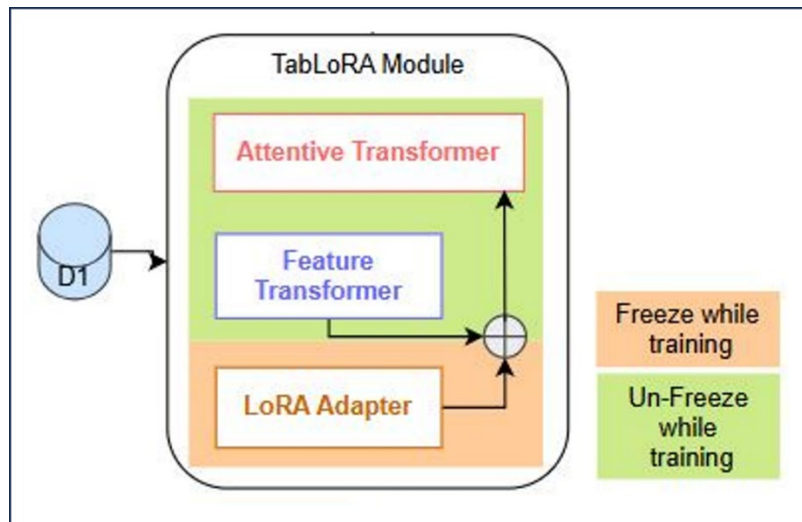 TabLoRA Module
Attentive Transformer
D1
Feature
Transformer
LoRA Adapter
Freeze while
training
Un-Freeze
while
training